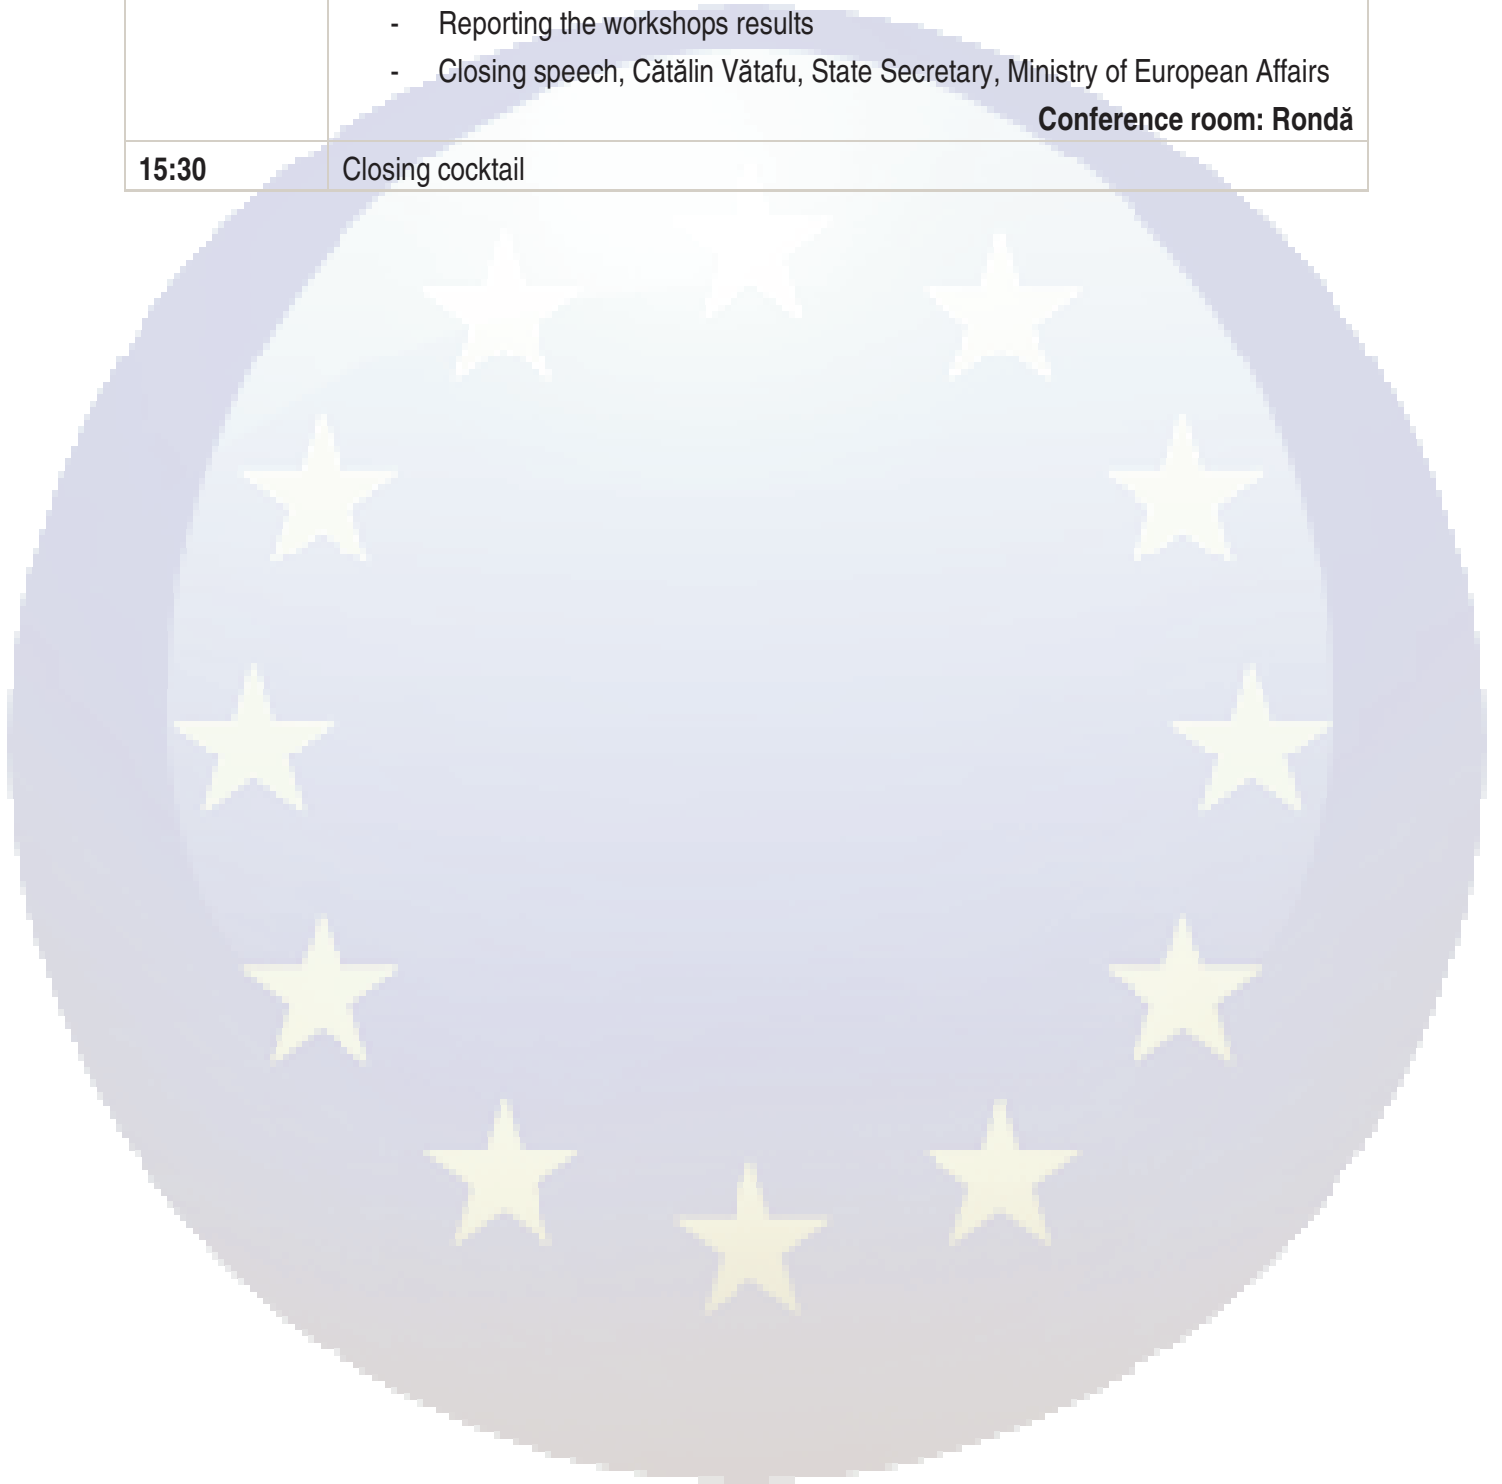 - Reporting the workshops results
- Closing speech, Cătălin Vătafu, State Secretary, Ministry of European Affairs
Conference room: Rondă
15:30 Closing cocktail